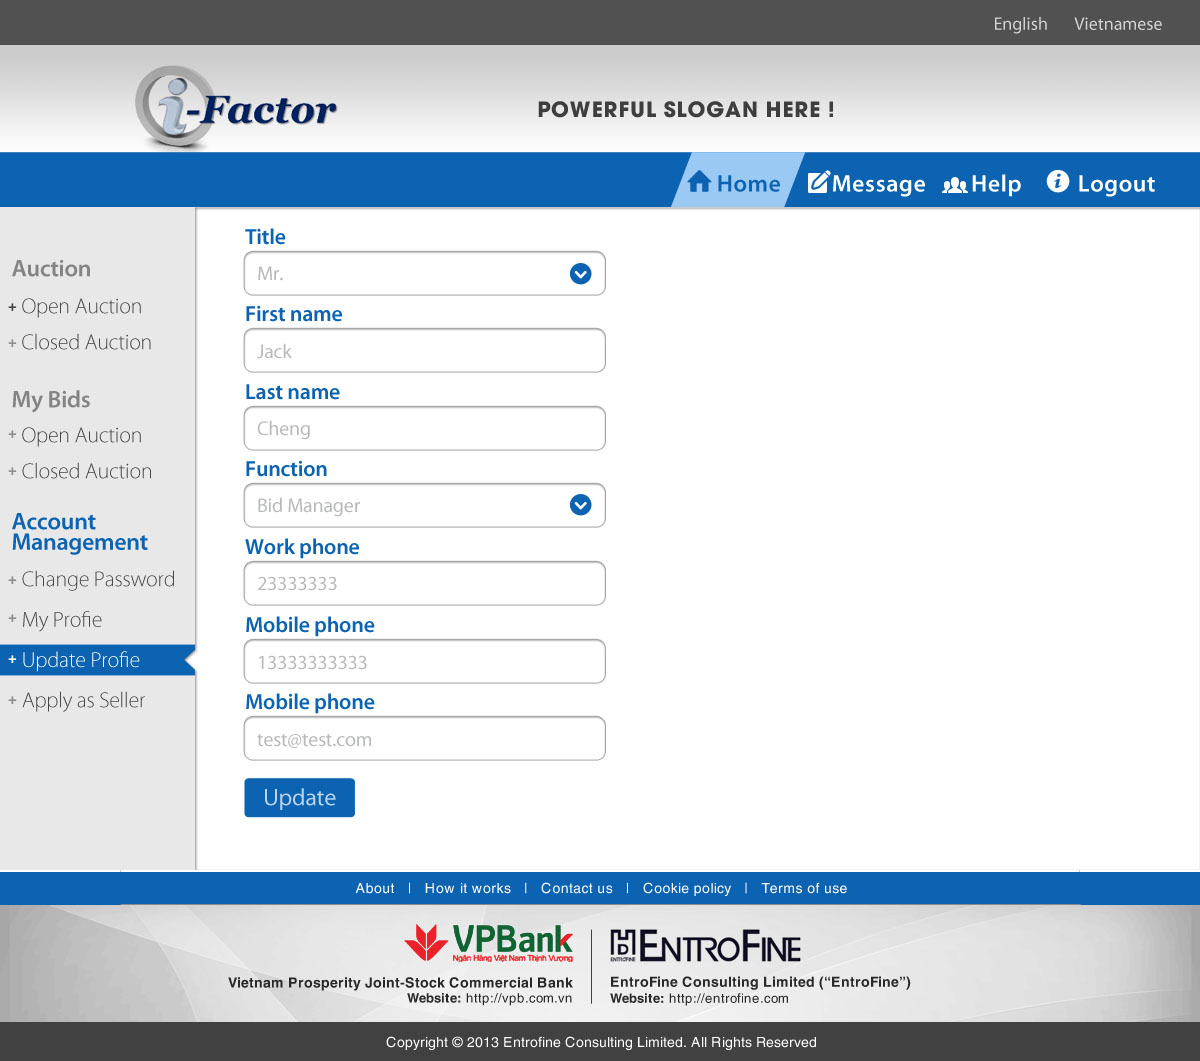 English Vietnamese
i-Factor
POWERFUL SLOGAN HERE !
Home Message Help Logout
Auction
+ Open Auction
+ Closed Auction
My Bids
+ Open Auction
+ Closed Auction
Account
Management
+ Change Password
+ My Profie
+ Update Profie
+ Apply as Seller
Title
Mr.
First name
Jack
Last name
Cheng
Function
Bid Manager
Work phone
23333333
Mobile phone
13333333333
Mobile phone
test@test.com
Update
About | How it works | Contact us | Cookie policy | Terms of use
VPBank
Ngân Hàng Việt Nam Thịnh Vượng
Vietnam Prosperity Joint-Stock Commercial Bank
Website: http://vpb.com.vn
ENTROFINE
ENTROFINE
EntroFine Consulting Limited (“EntroFine”)
Website: http://entrofine.com
Copyright © 2013 Entrofine Consulting Limited. All Rights Reserved